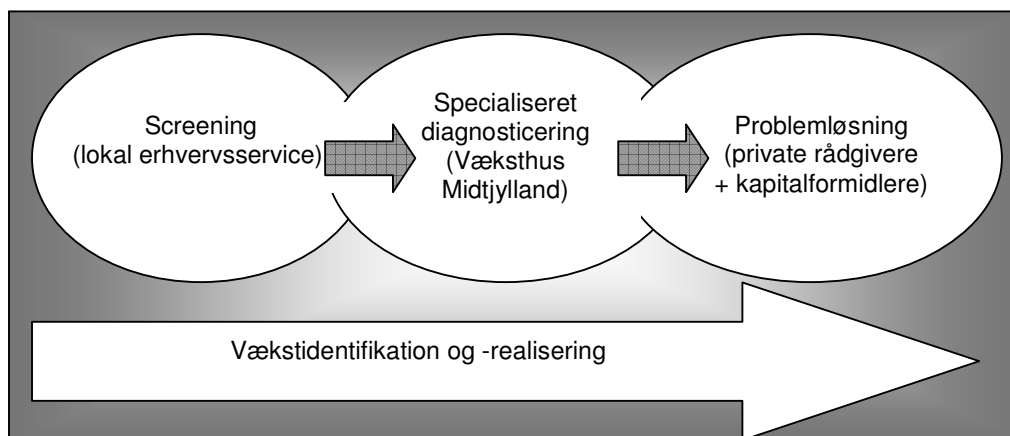 Screening
(lokal erhvervsservice)
Specialiseret
diagnosticering
(Væksthus
Midtjylland)
Problemløsning
(private rådgivere
+ kapitalformidlere)
Vækstidentifikation og -realisering